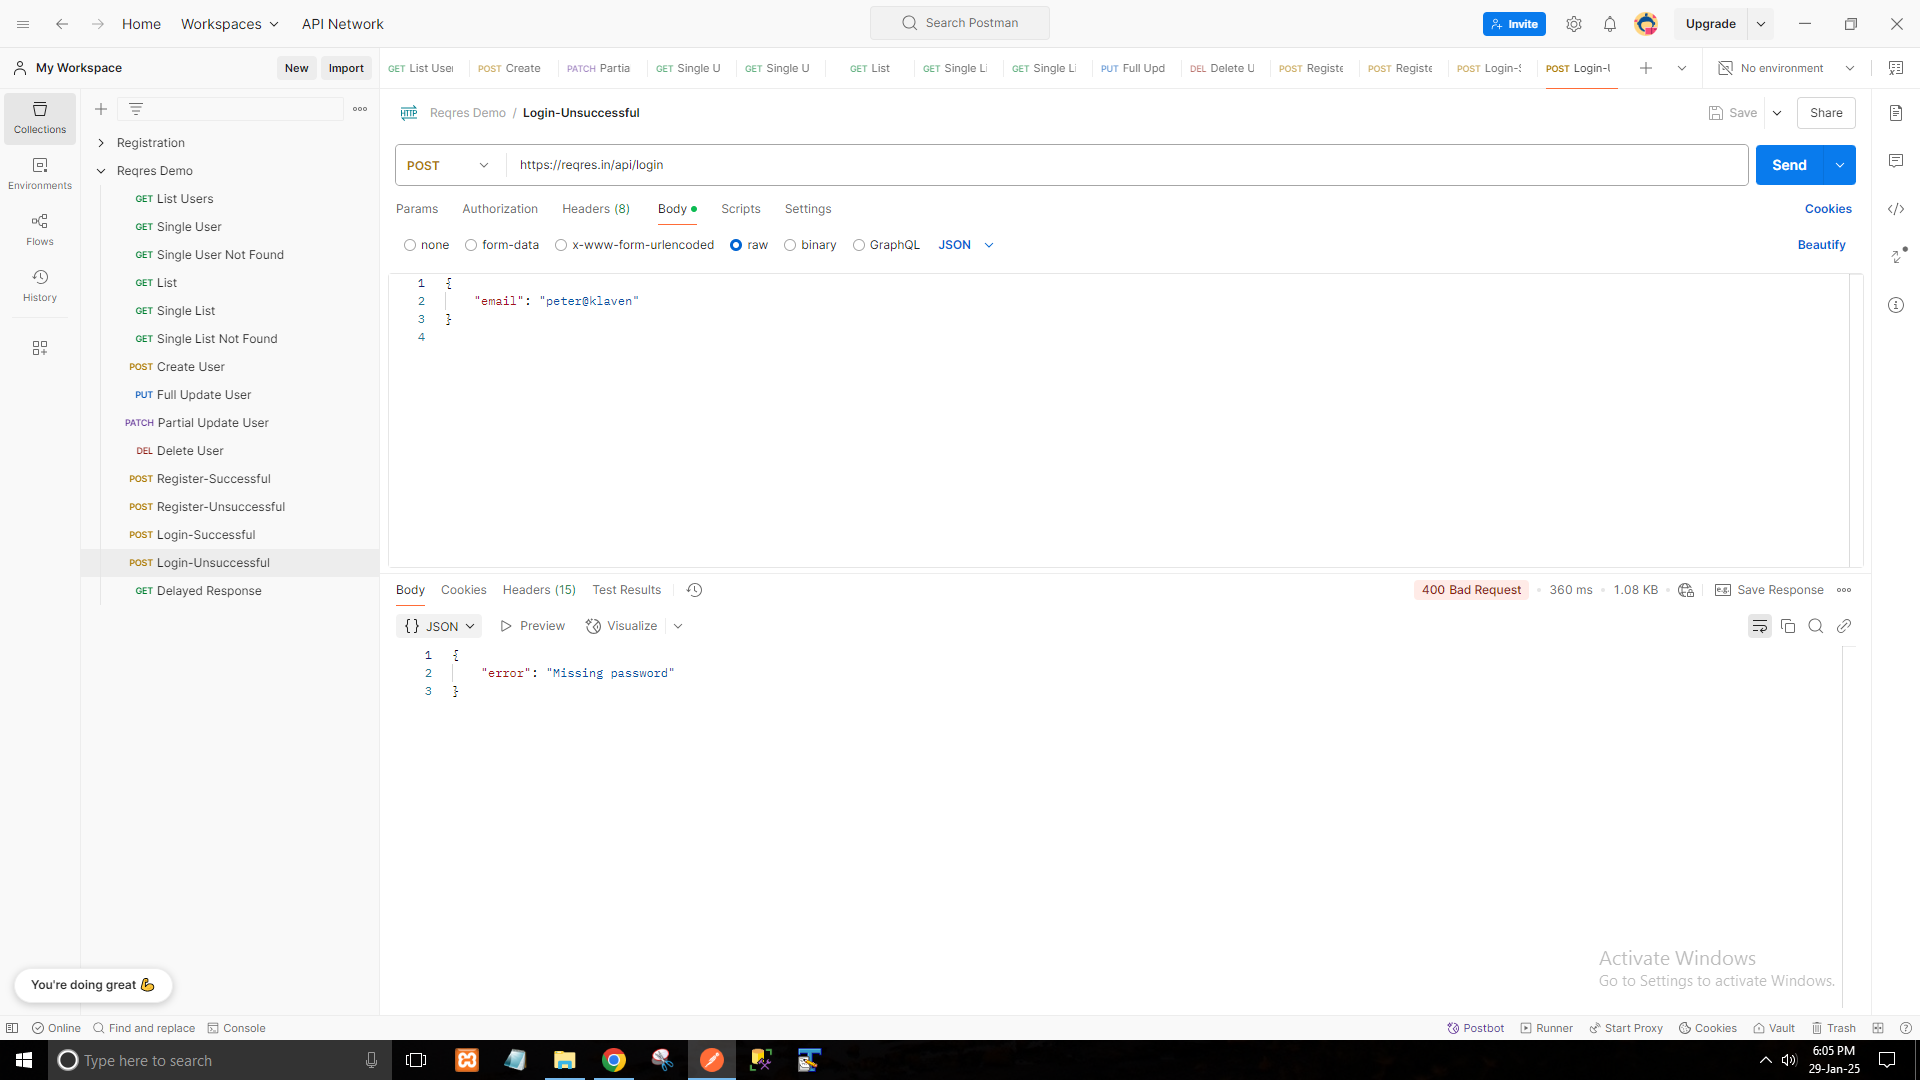 Home
Workspaces
API Network
Search Postman
Invite
Upgrade
My Workspace
New
Import
GET List Use
POST Create
PATCH Partia
GET Single U
GET Single U
GET List
GET Single Li
GET Single Li
PUT Full Upd
DEL Delete U
POST Registe
POST Registe
POST Login-S
POST Login-U
No environment
Collections
Environments
Flows
History
Registration
Reqres Demo
GET List Users
GET Single User
GET Single User Not Found
GET List
GET Single List
GET Single List Not Found
POST Create User
PUT Full Update User
PATCH Partial Update User
DEL Delete User
POST Register-Successful
POST Register-Unsuccessful
POST Login-Successful
POST Login-Unsuccessful
GET Delayed Response
HTTP Reqres Demo / Login-Unsuccessful
Save
Share
POST
https://reqres.in/api/login
Send
Params
Authorization
Headers (8)
Body
Scripts
Settings
Cookies
none
form-data
x-www-form-urlencoded
raw
binary
GraphQL
JSON
Beautify
1 {
2 "email": "peter@klaven"
3 }
4
Body
Cookies
Headers (15)
Test Results
400 Bad Request
360 ms
1.08 KB
e.g.
Save Response
{} JSON
Preview
Visualize
1 {
2 "error": "Missing password"
3 }
Activate Windows
Go to Settings to activate Windows.
You're doing great
Online
Find and replace
Console
Postbot
Runner
Start Proxy
Cookies
Vault
Trash
Type here to search
6:05 PM
29-Jan-25